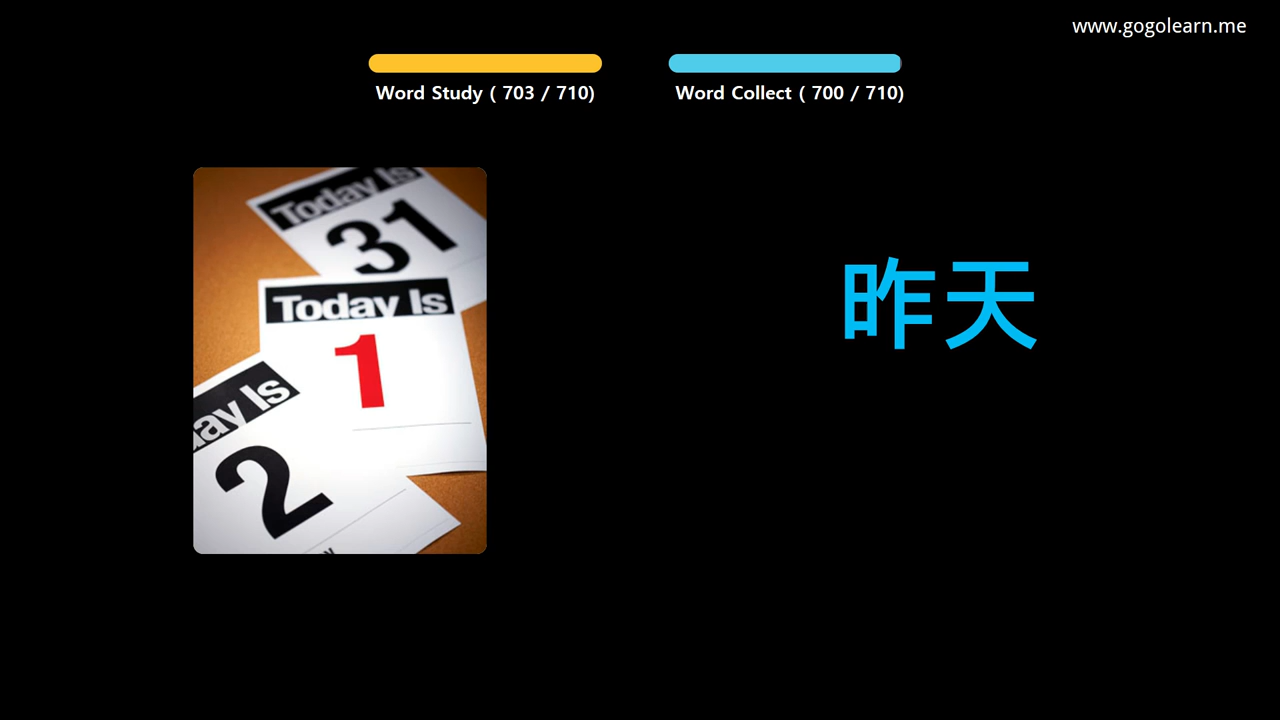 www.gogolearn.me
Word Study ( 703 / 710)
Word Collect ( 700 / 710)
Today Is
31
Today Is
1
ay Is
2
昨天